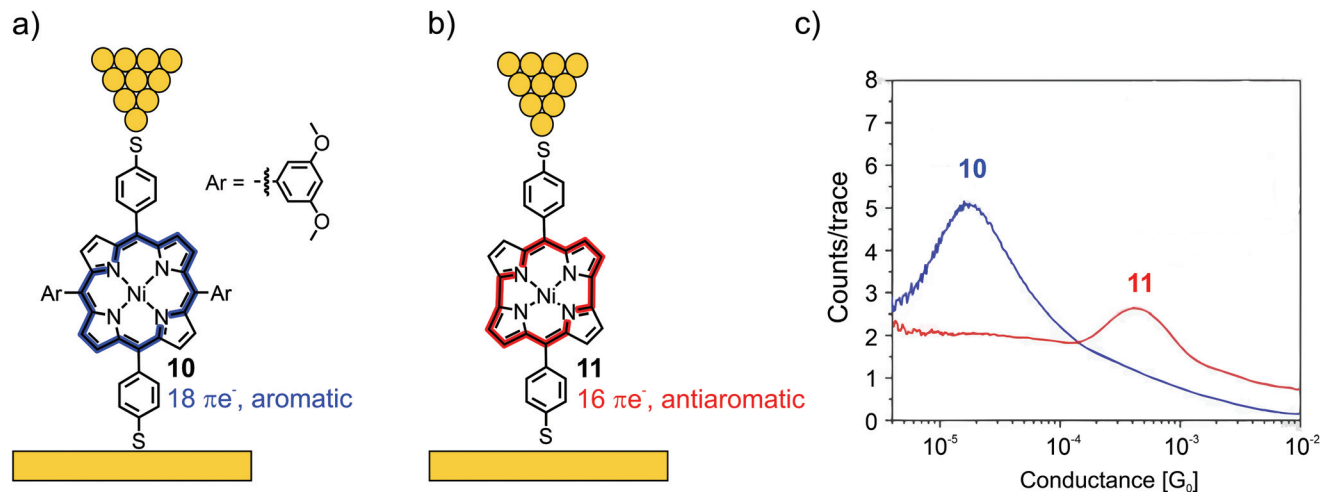 a)
S
Ar =
O
O
N
N
Ar
Ni
Ar
N
N
10
18 πe⁻, aromatic
S
b)
S
N
N
Ni
N
N
11
16 πe⁻, antiaromatic
S
c)
8
7
6
5
4
3
2
1
0
Counts/trace
10
11
10⁻⁵
10⁻⁴
10⁻³
10⁻²
Conductance [G₀]